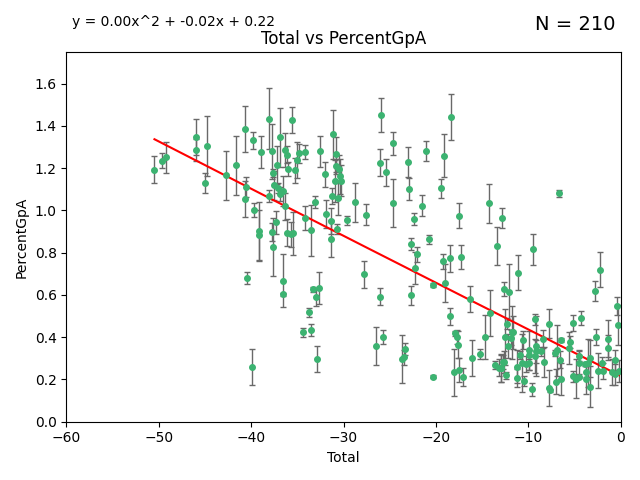 y = 0.00x^2 + -0.02x + 0.22
N = 210
Total vs PercentGpA
PercentGpA
1.6
1.4
1.2
1.0
0.8
0.6
0.4
0.2
0.0
−60 −50 −40 −30 −20 −10 0
Total